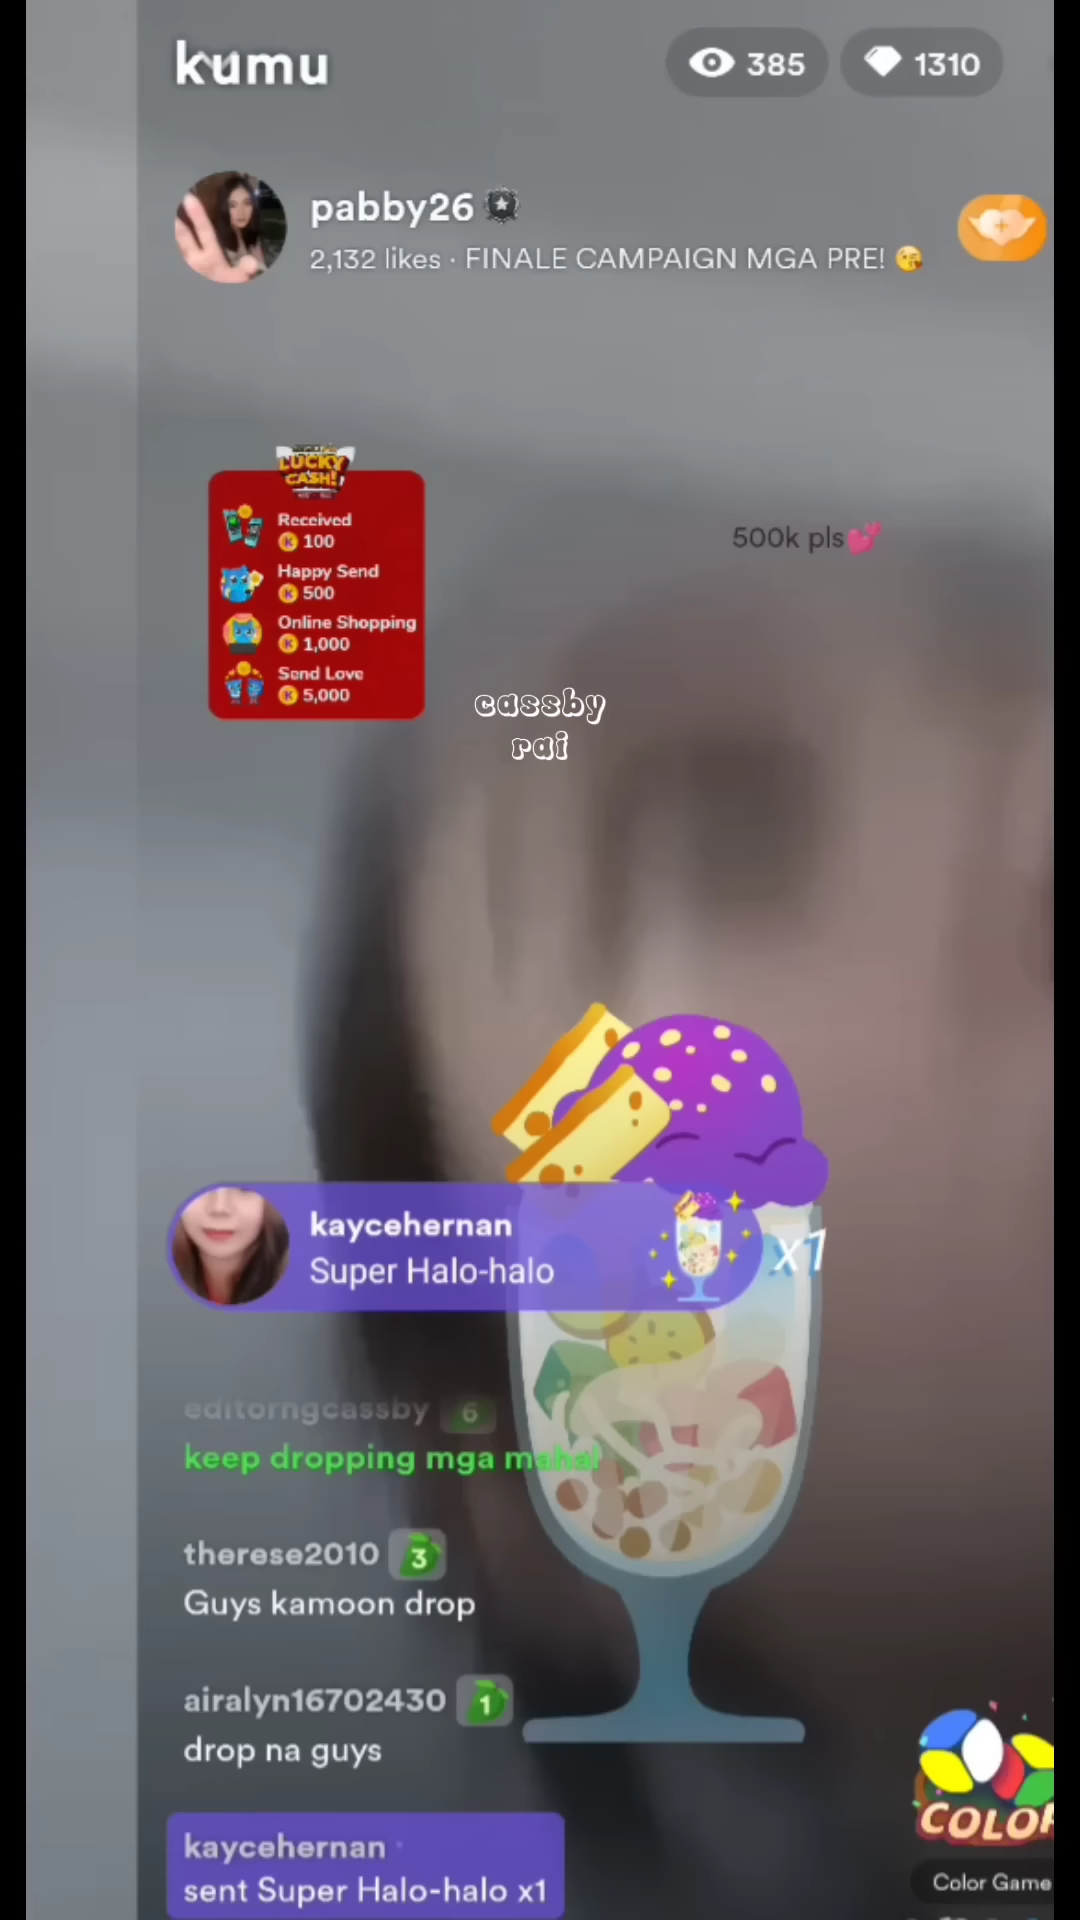 kumu
385
1310
pabby26
2,132 likes · FINALE CAMPAIGN MGA PRE! 😘
LUCKY
CASH!
Received
K 100
Happy Send
K 500
Online Shopping
K 1,000
Send Love
K 5,000
500k pls💕
cassby
rai
kaycehernan
Super Halo-halo
x1
editorngcassby 6
keep dropping mga mahal
therese2010 3
Guys kamoon drop
airalyn16702430 1
drop na guys
kaycehernan
sent Super Halo-halo x1
COLOR
Color Game